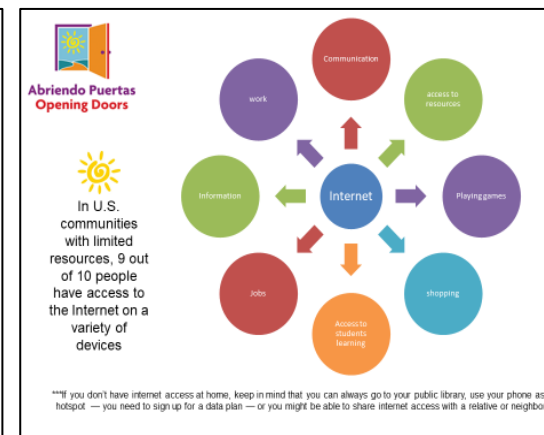 Abriendo Puertas
Opening Doors
In U.S.
communities
with limited
resources, 9 out
of 10 people
have access to
the Internet on a
variety of
devices
Communication
access to
resources
Playing games
shopping
Access to
students
learning
Jobs
Information
work
Internet
***If you don't have internet access at home, keep in mind that you can always go to your public library, use your phone as
hotspot — you need to sign up for a data plan — or you might be able to share internet access with a relative or